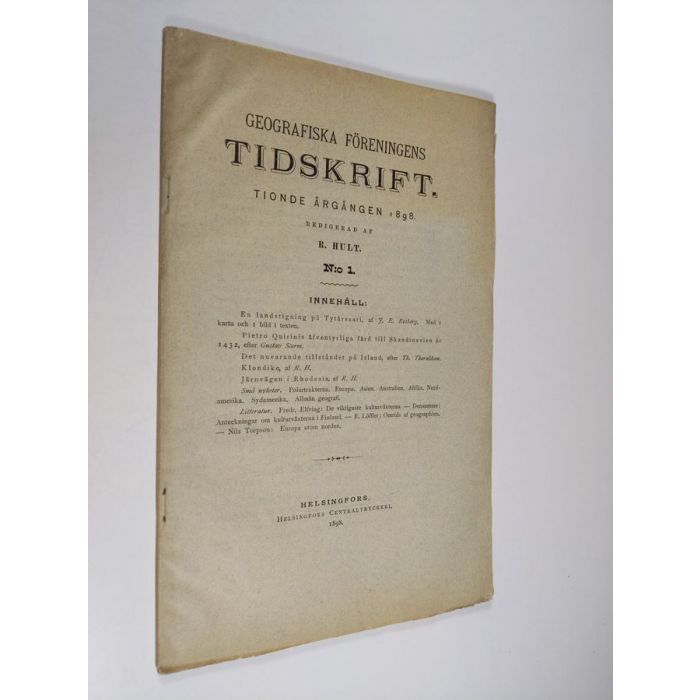 GEOGRAFISKA FÖRENINGENS
TIDSKRIFT.
TIONDE ÅRGÅNGEN 1898.
REDIGERAD AF
R. HULT.
N:o 1.
INNEHÅLL:
En landstigning på Tytärsaari, af J. E. Rosberg. Med 1
karta och 1 bild i texten.
Pietro Quirinis äfventyrliga färd till Skandinavien år
1432, efter Gustav Storm.
Det nuvarande tillståndet på Island, efter Th. Thoroddsen.
Klondike, af R. H.
Järnvägen i Rhodesia, af R. H.
Små nyheter. Polartrakterna. Europa. Asien. Australien. Afrika. Nord-
amerika. Sydamerika. Allmän geografi.
Litteratur. Fredr. Elfving: De viktigaste kulturväxterna — Densamme:
Anteckningar om kulturväxterna i Finland. — E. Löffler: Omrids af geographien.
— Nils Torpson: Europa utom norden.
HELSINGFORS,
HELSINGFORS CENTRALTRYCKERI,
1898.